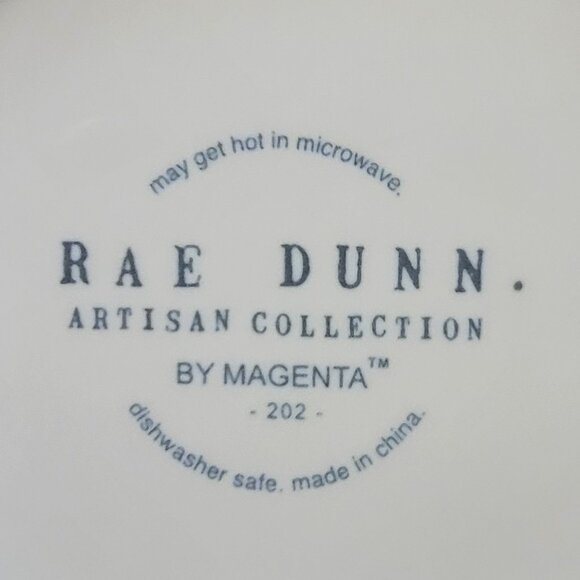 may get hot in microwave.
RAE DUNN.
ARTISAN COLLECTION
BY MAGENTA™
- 202 -
dishwasher safe. made in china.